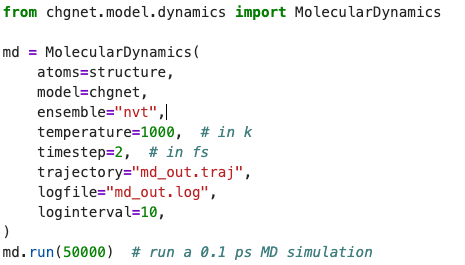 from chgnet.model.dynamics import MolecularDynamics
md = MolecularDynamics(
    atoms=structure,
    model=chgnet,
    ensemble="nvt",
    temperature=1000,  # in k
    timestep=2,  # in fs
    trajectory="md_out.traj",
    logfile="md_out.log",
    loginterval=10,
)
md.run(50000)  # run a 0.1 ps MD simulation